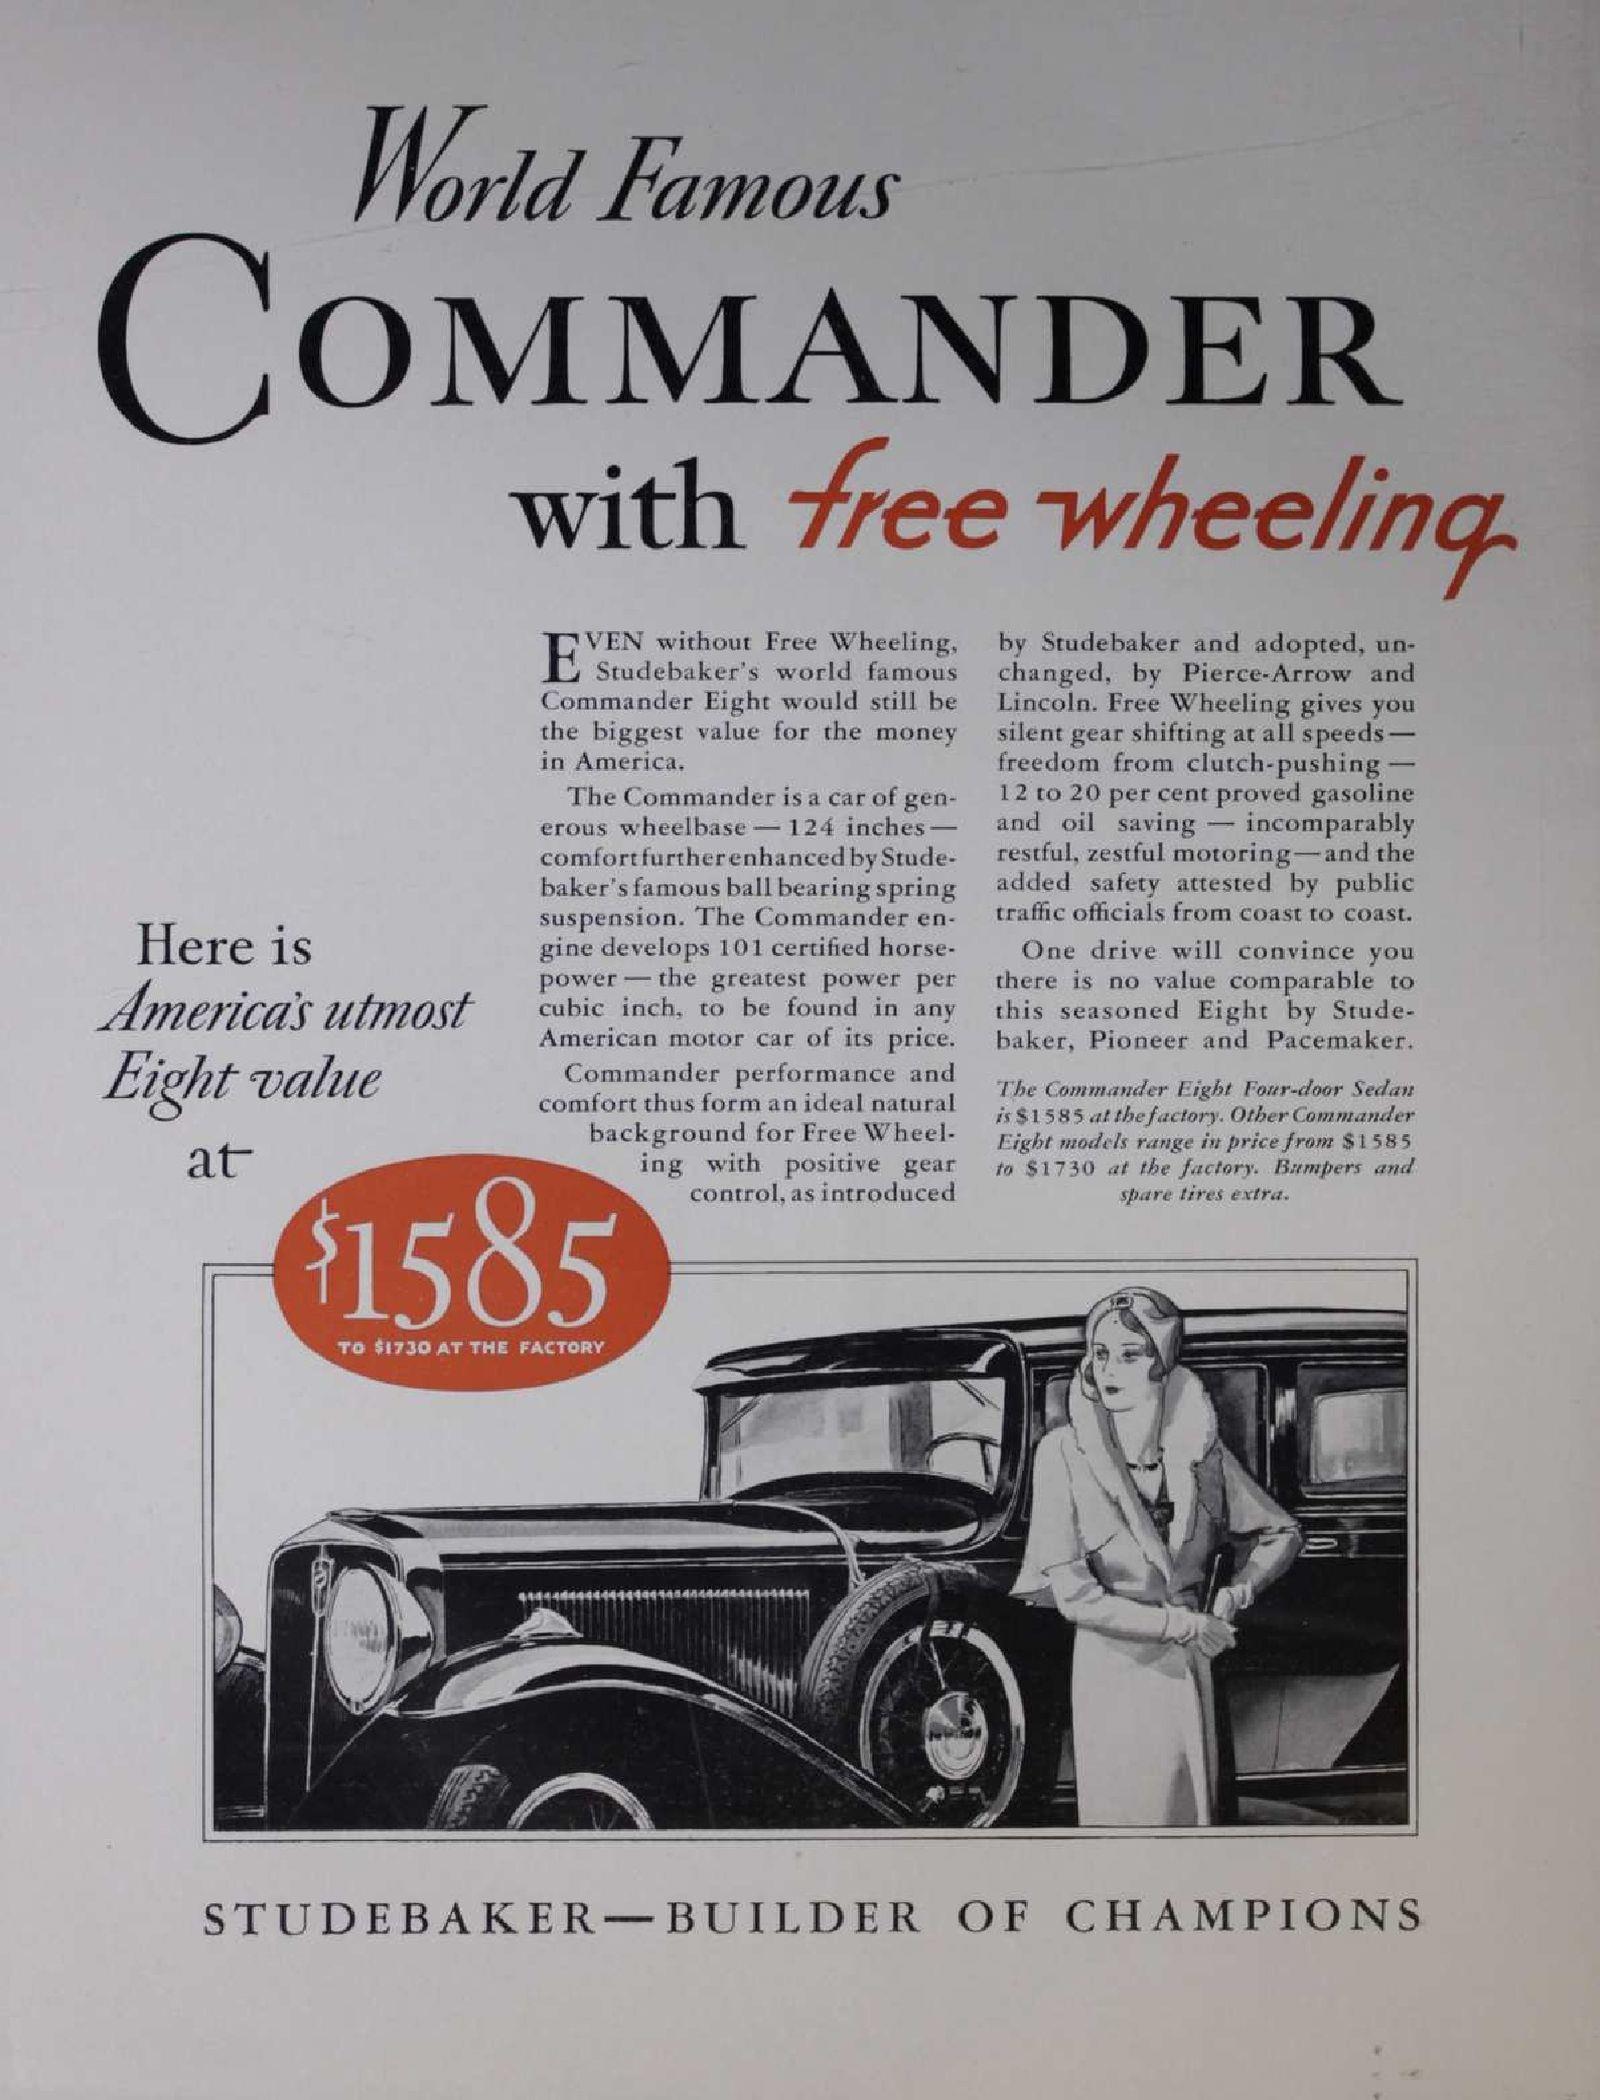 World Famous
COMMANDER
with free wheeling
EVEN without Free Wheeling,
Studebaker's world famous
Commander Eight would still be
the biggest value for the money
in America.
The Commander is a car of gen-
erous wheelbase — 124 inches —
comfort further enhanced by Stude-
baker's famous ball bearing spring
suspension. The Commander en-
gine develops 101 certified horse-
power — the greatest power per
cubic inch, to be found in any
American motor car of its price.
Commander performance and
comfort thus form an ideal natural
background for Free Wheel-
ing with positive gear
control, as introduced
by Studebaker and adopted, un-
changed, by Pierce-Arrow and
Lincoln. Free Wheeling gives you
silent gear shifting at all speeds—
freedom from clutch-pushing —
12 to 20 per cent proved gasoline
and oil saving — incomparably
restful, zestful motoring—and the
added safety attested by public
traffic officials from coast to coast.
One drive will convince you
there is no value comparable to
this seasoned Eight by Stude-
baker, Pioneer and Pacemaker.
The Commander Eight Four-door Sedan
is $1585 at the factory. Other Commander
Eight models range in price from $1585
to $1730 at the factory. Bumpers and
spare tires extra.
Here is
America's utmost
Eight value
at
$1585
TO $1730 AT THE FACTORY
STUDEBAKER—BUILDER OF CHAMPIONS